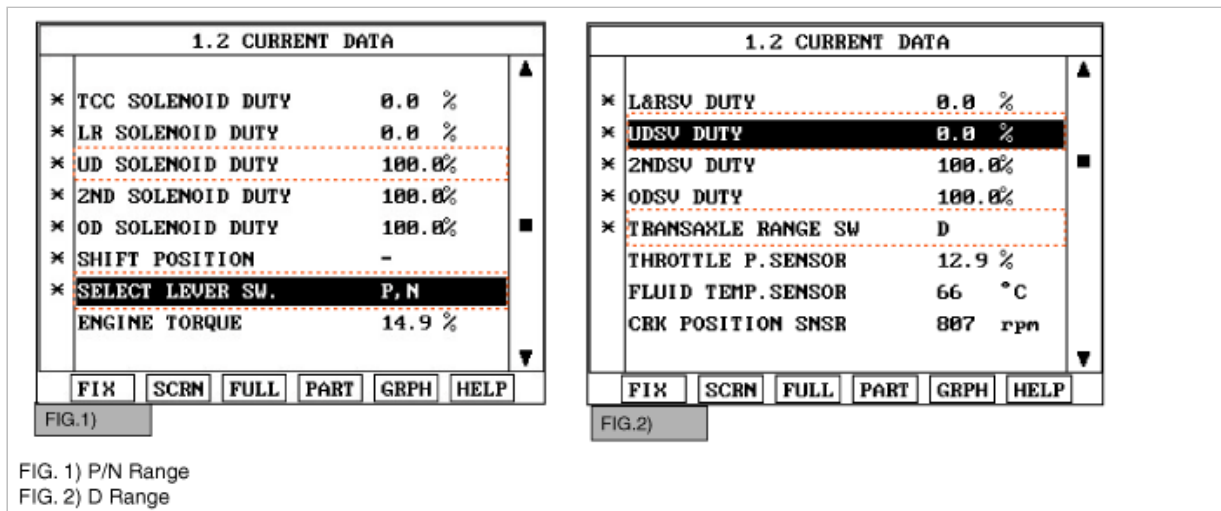 1.2 CURRENT DATA
* TCC SOLENOID DUTY 0.0 %
* LR SOLENOID DUTY 0.0 %
* UD SOLENOID DUTY 100.0%
* 2ND SOLENOID DUTY 100.0%
* OD SOLENOID DUTY 100.0%
* SHIFT POSITION -
* SELECT LEVER SW. P,N
ENGINE TORQUE 14.9 %
FIX SCRN FULL PART GRPH HELP
FIG.1)
1.2 CURRENT DATA
* L&RSV DUTY 0.0 %
* UDSV DUTY 0.0 %
* 2NDSV DUTY 100.0%
* ODSV DUTY 100.0%
* TRANSAXLE RANGE SW D
THROTTLE P.SENSOR 12.9 %
FLUID TEMP.SENSOR 66 °C
CRK POSITION SNSR 807 rpm
FIX SCRN FULL PART GRPH HELP
FIG.2)
FIG. 1) P/N Range
FIG. 2) D Range